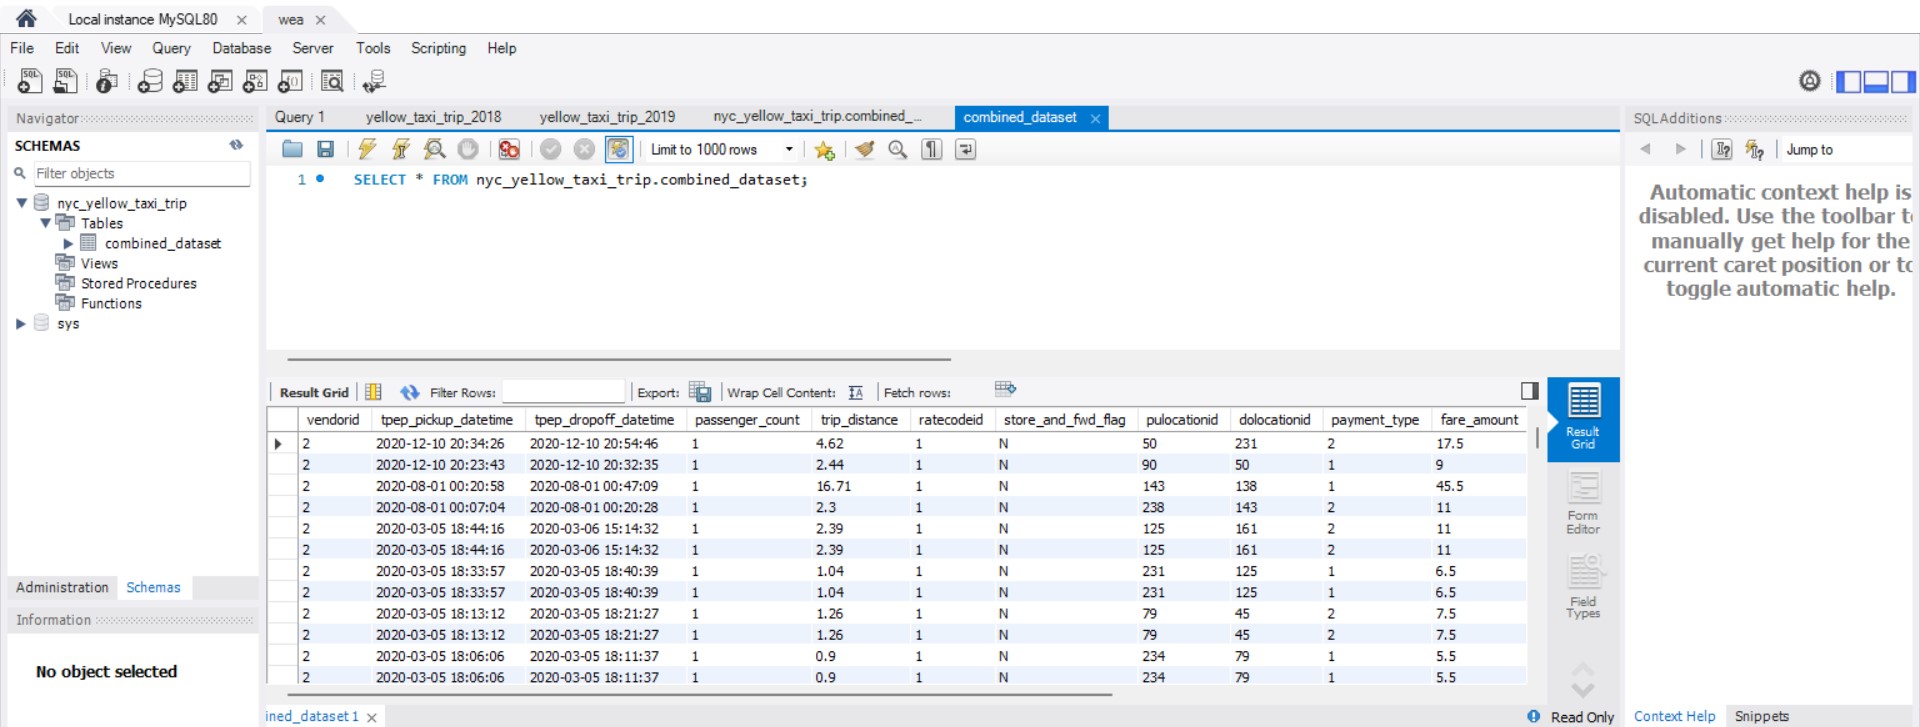 Local instance MySQL80 × wea ×
File Edit View Query Database Server Tools Scripting Help
Navigator
SCHEMAS
Filter objects
nyc_yellow_taxi_trip
Tables
combined_dataset
Views
Stored Procedures
Functions
sys
Administration Schemas
Information
No object selected
Query 1 yellow_taxi_trip_2018 yellow_taxi_trip_2019 nyc_yellow_taxi_trip.combined_... combined_dataset ×
Limit to 1000 rows
1 SELECT * FROM nyc_yellow_taxi_trip.combined_dataset;
Result Grid Filter Rows: Export: Wrap Cell Content: Fetch rows:
vendorid tpep_pickup_datetime tpep_dropoff_datetime passenger_count trip_distance ratecodeid store_and_fwd_flag pulocationid dolocationid payment_type fare_amount
2 2020-12-10 20:34:26 2020-12-10 20:54:46 1 4.62 1 N 50 231 2 17.5
2 2020-12-10 20:23:43 2020-12-10 20:32:35 1 2.44 1 N 90 50 1 9
2 2020-08-01 00:20:58 2020-08-01 00:47:09 1 16.71 1 N 143 138 1 45.5
2 2020-08-01 00:07:04 2020-08-01 00:20:28 1 2.3 1 N 238 143 2 11
2 2020-03-05 18:44:16 2020-03-06 15:14:32 1 2.39 1 N 125 161 2 11
2 2020-03-05 18:44:16 2020-03-06 15:14:32 1 2.39 1 N 125 161 2 11
2 2020-03-05 18:33:57 2020-03-05 18:40:39 1 1.04 1 N 231 125 1 6.5
2 2020-03-05 18:33:57 2020-03-05 18:40:39 1 1.04 1 N 231 125 1 6.5
2 2020-03-05 18:13:12 2020-03-05 18:21:27 1 1.26 1 N 79 45 2 7.5
2 2020-03-05 18:13:12 2020-03-05 18:21:27 1 1.26 1 N 79 45 2 7.5
2 2020-03-05 18:06:06 2020-03-05 18:11:37 1 0.9 1 N 234 79 1 5.5
2 2020-03-05 18:06:06 2020-03-05 18:11:37 1 0.9 1 N 234 79 1 5.5
ined_dataset 1 ×
Result
Grid
Form
Editor
Field
Types
Read Only
SQLAdditions
Jump to
Automatic context help is
disabled. Use the toolbar t
manually get help for the
current caret position or to
toggle automatic help.
Context Help Snippets